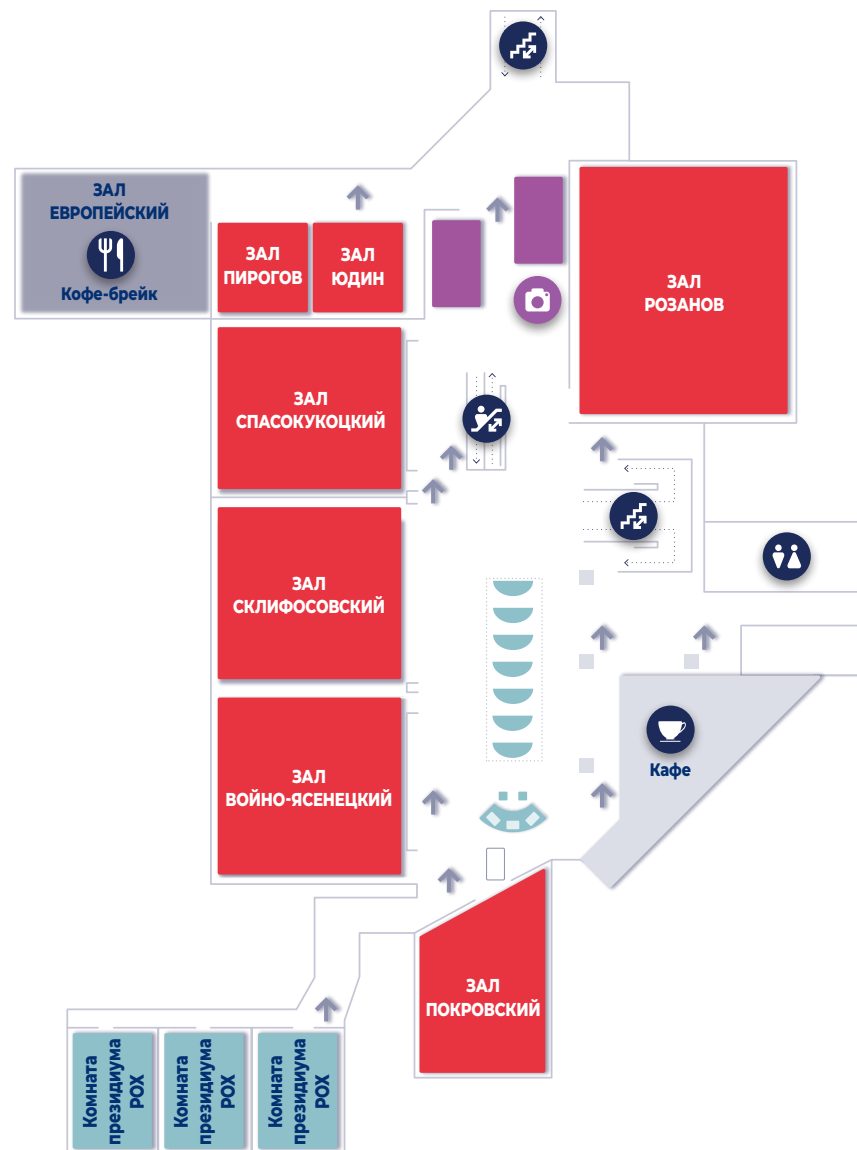 ЗАЛ
ЕВРОПЕЙСКИЙ
Кофе-брейк
ЗАЛ
ПИРОГОВ
ЗАЛ
ЮДИН
ЗАЛ
РОЗАНОВ
ЗАЛ
СПАСОКУКОЦКИЙ
ЗАЛ
СКЛИФОСОВСКИЙ
ЗАЛ
ВОЙНО-ЯСЕНЕЦКИЙ
Кафе
ЗАЛ
ПОКРОВСКИЙ
Комната
президиума
РОХ
Комната
президиума
РОХ
Комната
президиума
РОХ